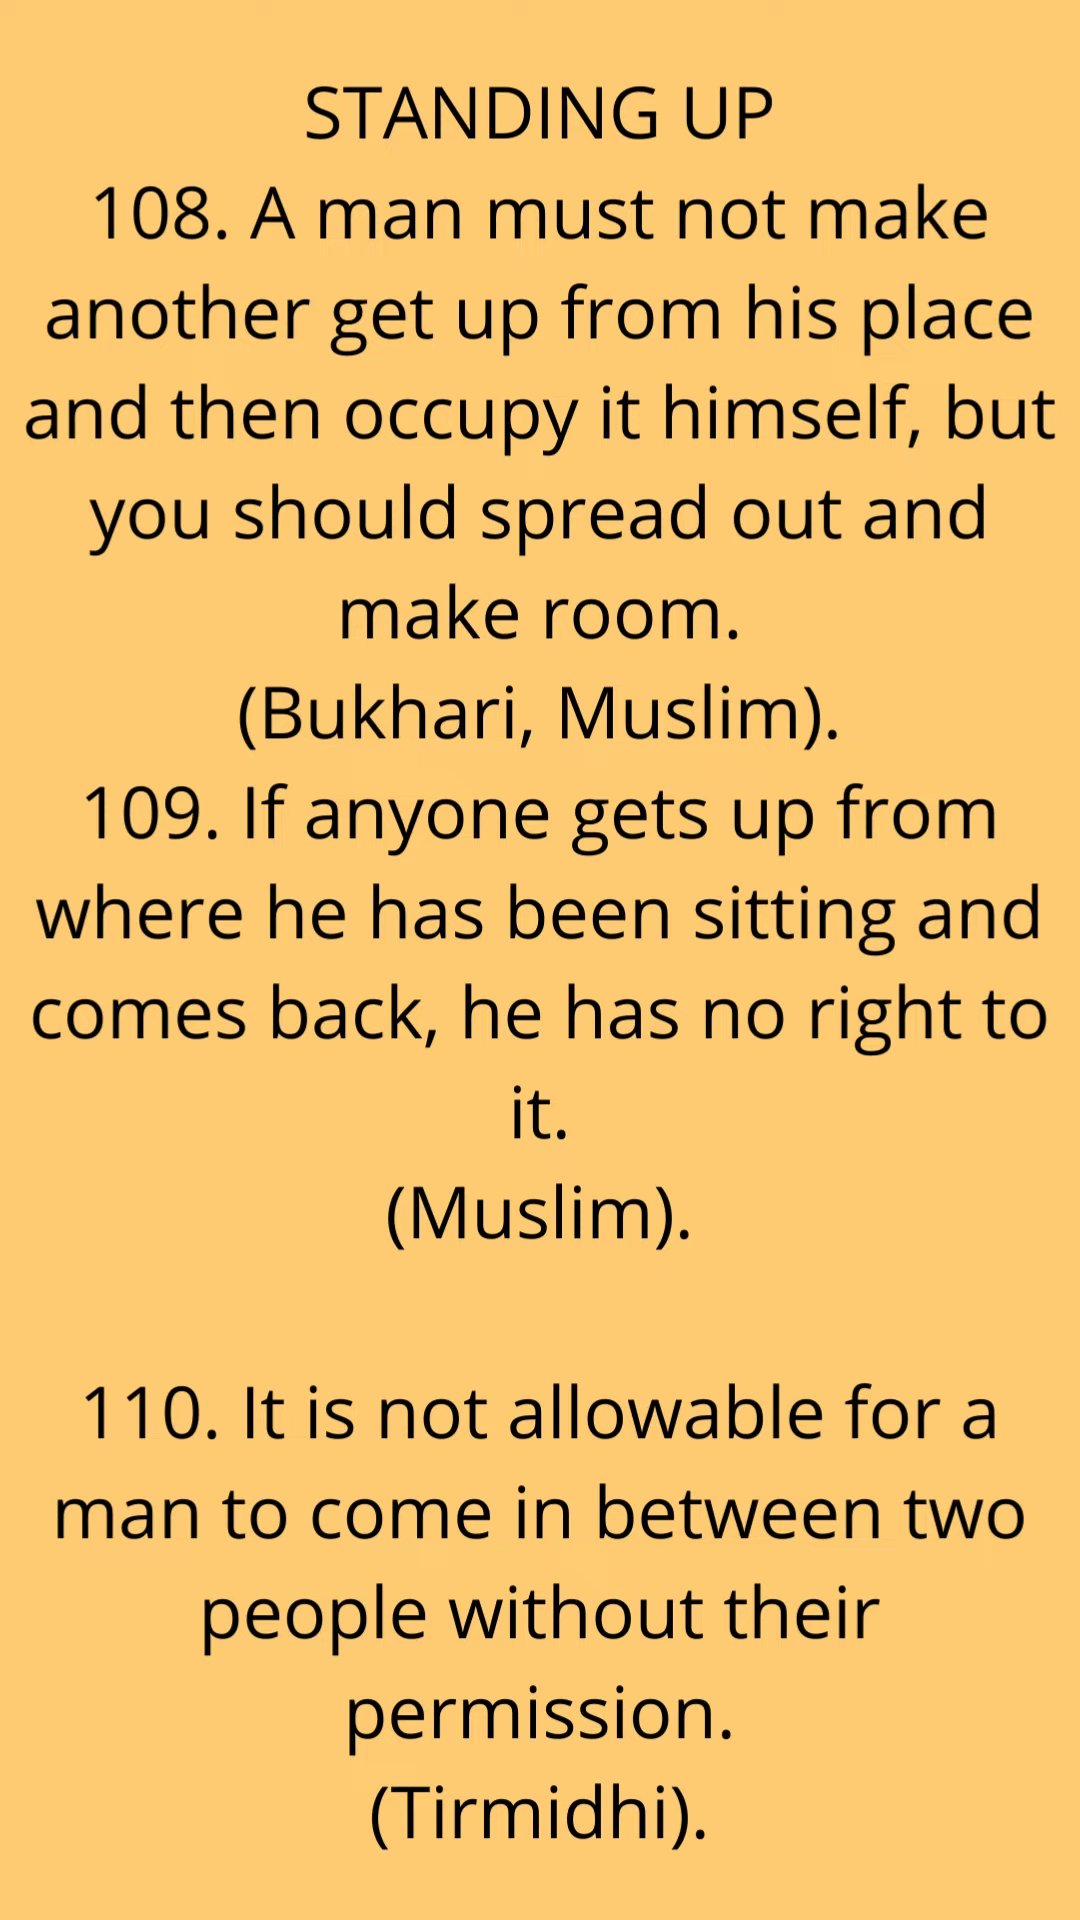 STANDING UP
108. A man must not make
another get up from his place
and then occupy it himself, but
you should spread out and
make room.
(Bukhari, Muslim).
109. If anyone gets up from
where he has been sitting and
comes back, he has no right to
it.
(Muslim).
110. It is not allowable for a
man to come in between two
people without their
permission.
(Tirmidhi).